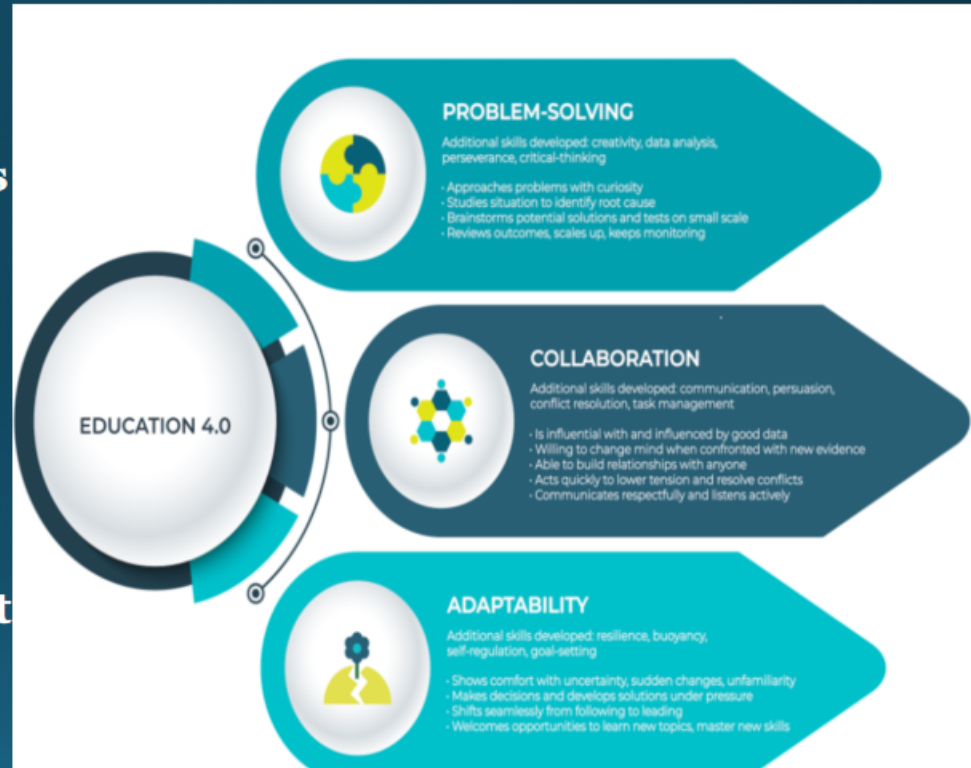 s
t
EDUCATION 4.0
PROBLEM-SOLVING
Additional skills developed: creativity, data analysis,
perseverance, critical-thinking
• Approaches problems with curiosity
• Studies situation to identify root cause
• Brainstorms potential solutions and tests on small scale
• Reviews outcomes, scales up, keeps monitoring
COLLABORATION
Additional skills developed: communication, persuasion,
conflict resolution, task management
• Is influential with and influenced by good data
• Willing to change mind when confronted with new evidence
• Able to build relationships with anyone
• Acts quickly to lower tension and resolve conflicts
• Communicates respectfully and listens actively
ADAPTABILITY
Additional skills developed: resilience, buoyancy,
self-regulation, goal-setting
• Shows comfort with uncertainty, sudden changes, unfamiliarity
• Makes decisions and develops solutions under pressure
• Shifts seamlessly from following to leading
• Welcomes opportunities to learn new topics, master new skills